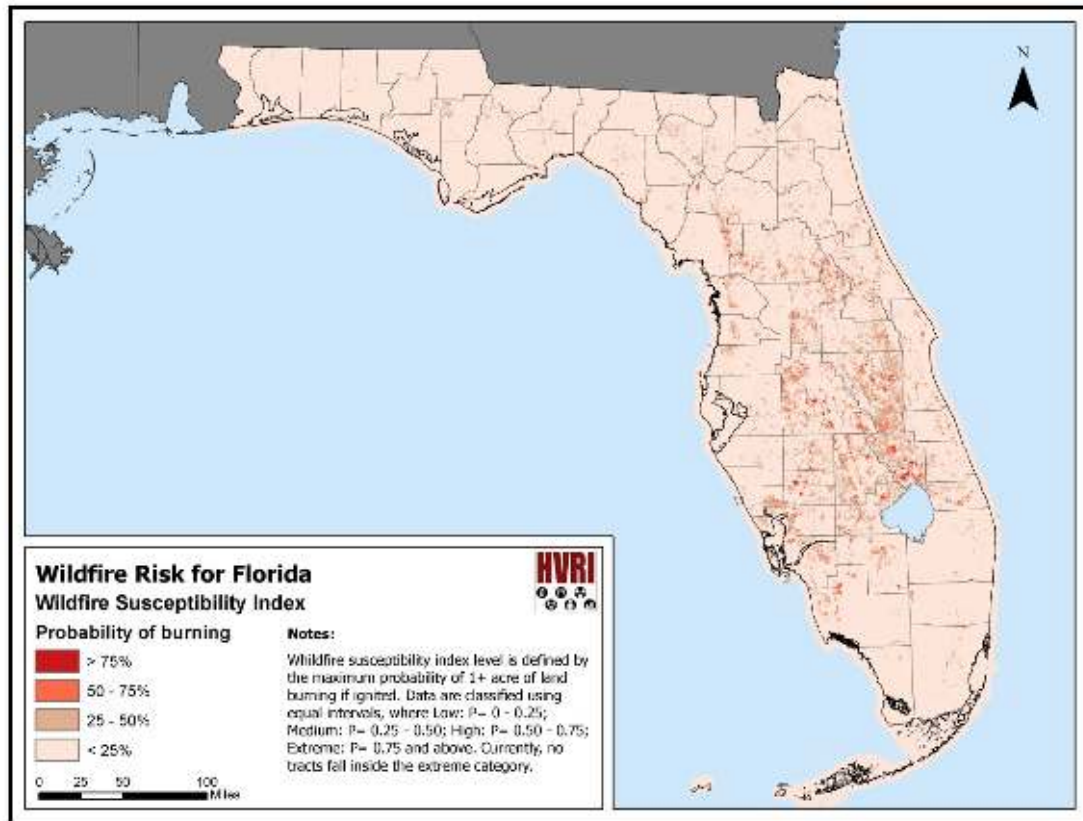 N
Wildfire Risk for Florida
Wildfire Susceptibility Index
Probability of burning
> 75%
50 - 75%
25 - 50%
< 25%
0 25 50 100
Miles
HVRI
Notes:
Whildfire susceptibility index level is defined by
the maximum probability of 1+ acre of land
burning if ignited. Data are classified using
equal intervals, where Low: P= 0 - 0.25;
Medium: P= 0.25 - 0.50; High: P= 0.50 - 0.75;
Extreme: P= 0.75 and above. Currently, no
tracts fall inside the extreme category.